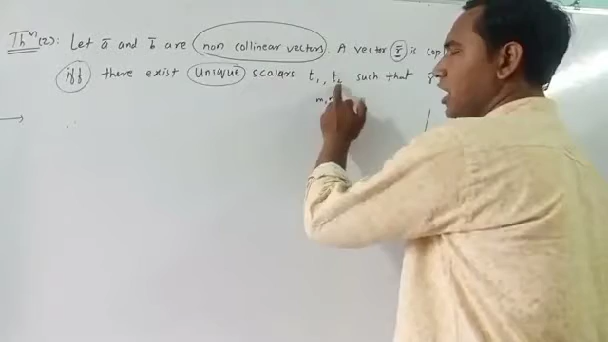 Thm (2): Let ā and b̄ are non collinear vectors. A vector r̄ is
iff there exist unique scalars t₁, t₂ such that
m,